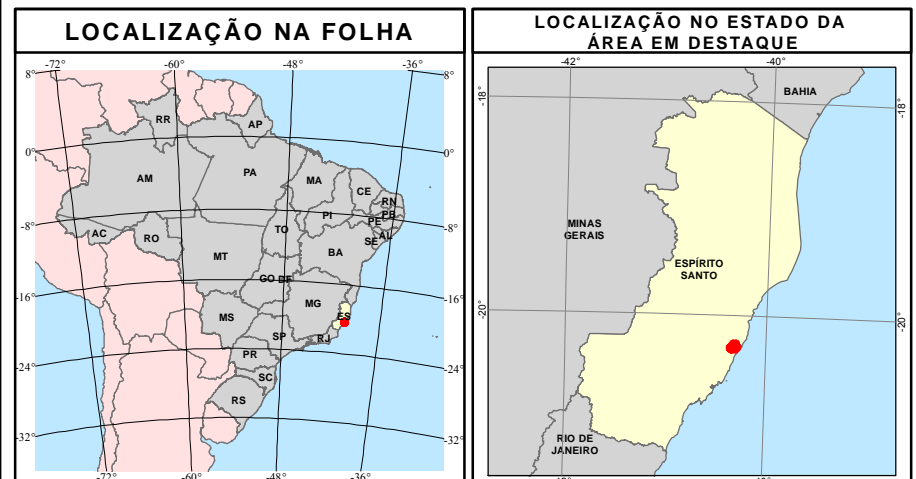 LOCALIZAÇÃO NA FOLHA
-72° -60° -48° -36°
8° 8°
RR AP
0° 0°
AM PA MA CE
RN
PB
PI PE
-8° -8°
AC RO TO AL
SE
MT BA
GO DF
-16° -16°
MS MG ES
SP RJ
PR
-24° -24°
SC
RS
-32° -32°
-72° -60° -48° -36°
LOCALIZAÇÃO NO ESTADO DA
ÁREA EM DESTAQUE
-42° -40°
BAHIA
-18° -18°
MINAS
GERAIS
ESPÍRITO
SANTO
-20° -20°
RIO DE
JANEIRO